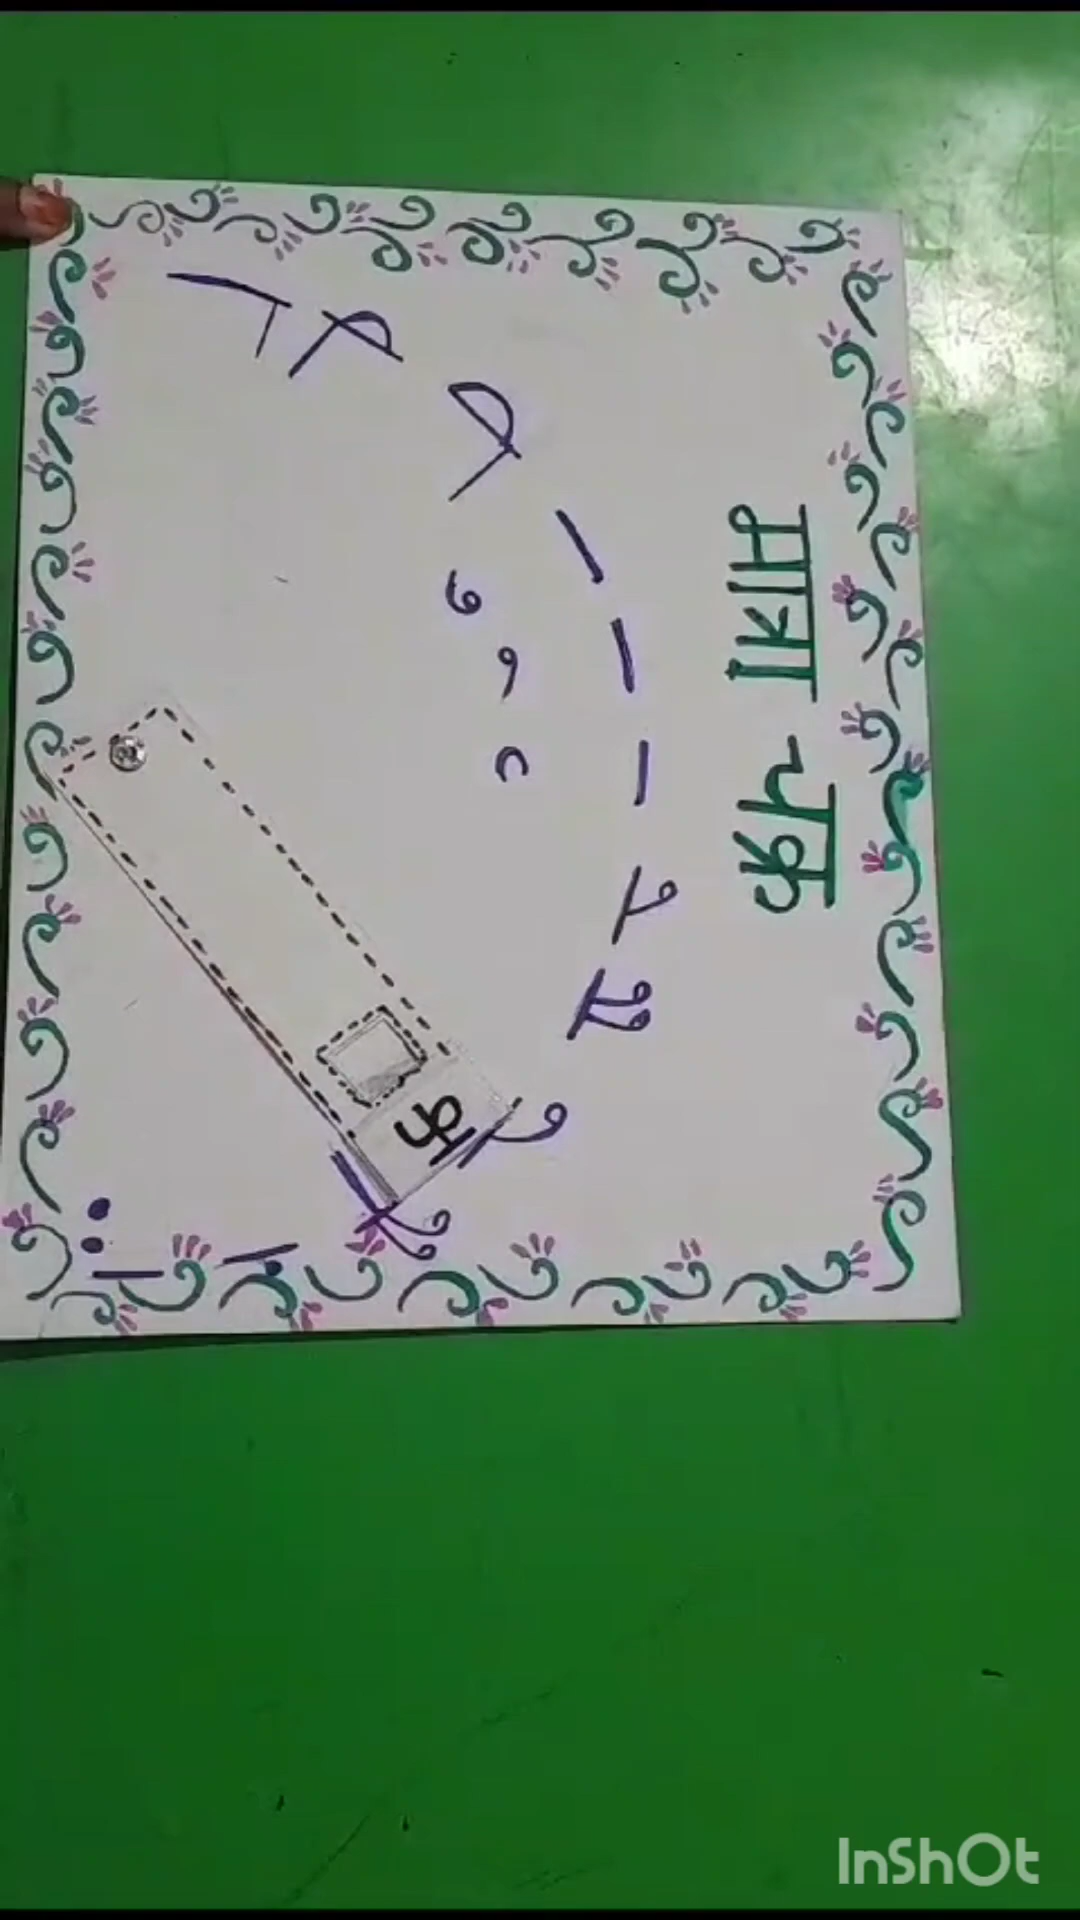 मात्रा चक्र
ा ि ी ु ू ृ े ै ो ौ ं ः
क
InShOt